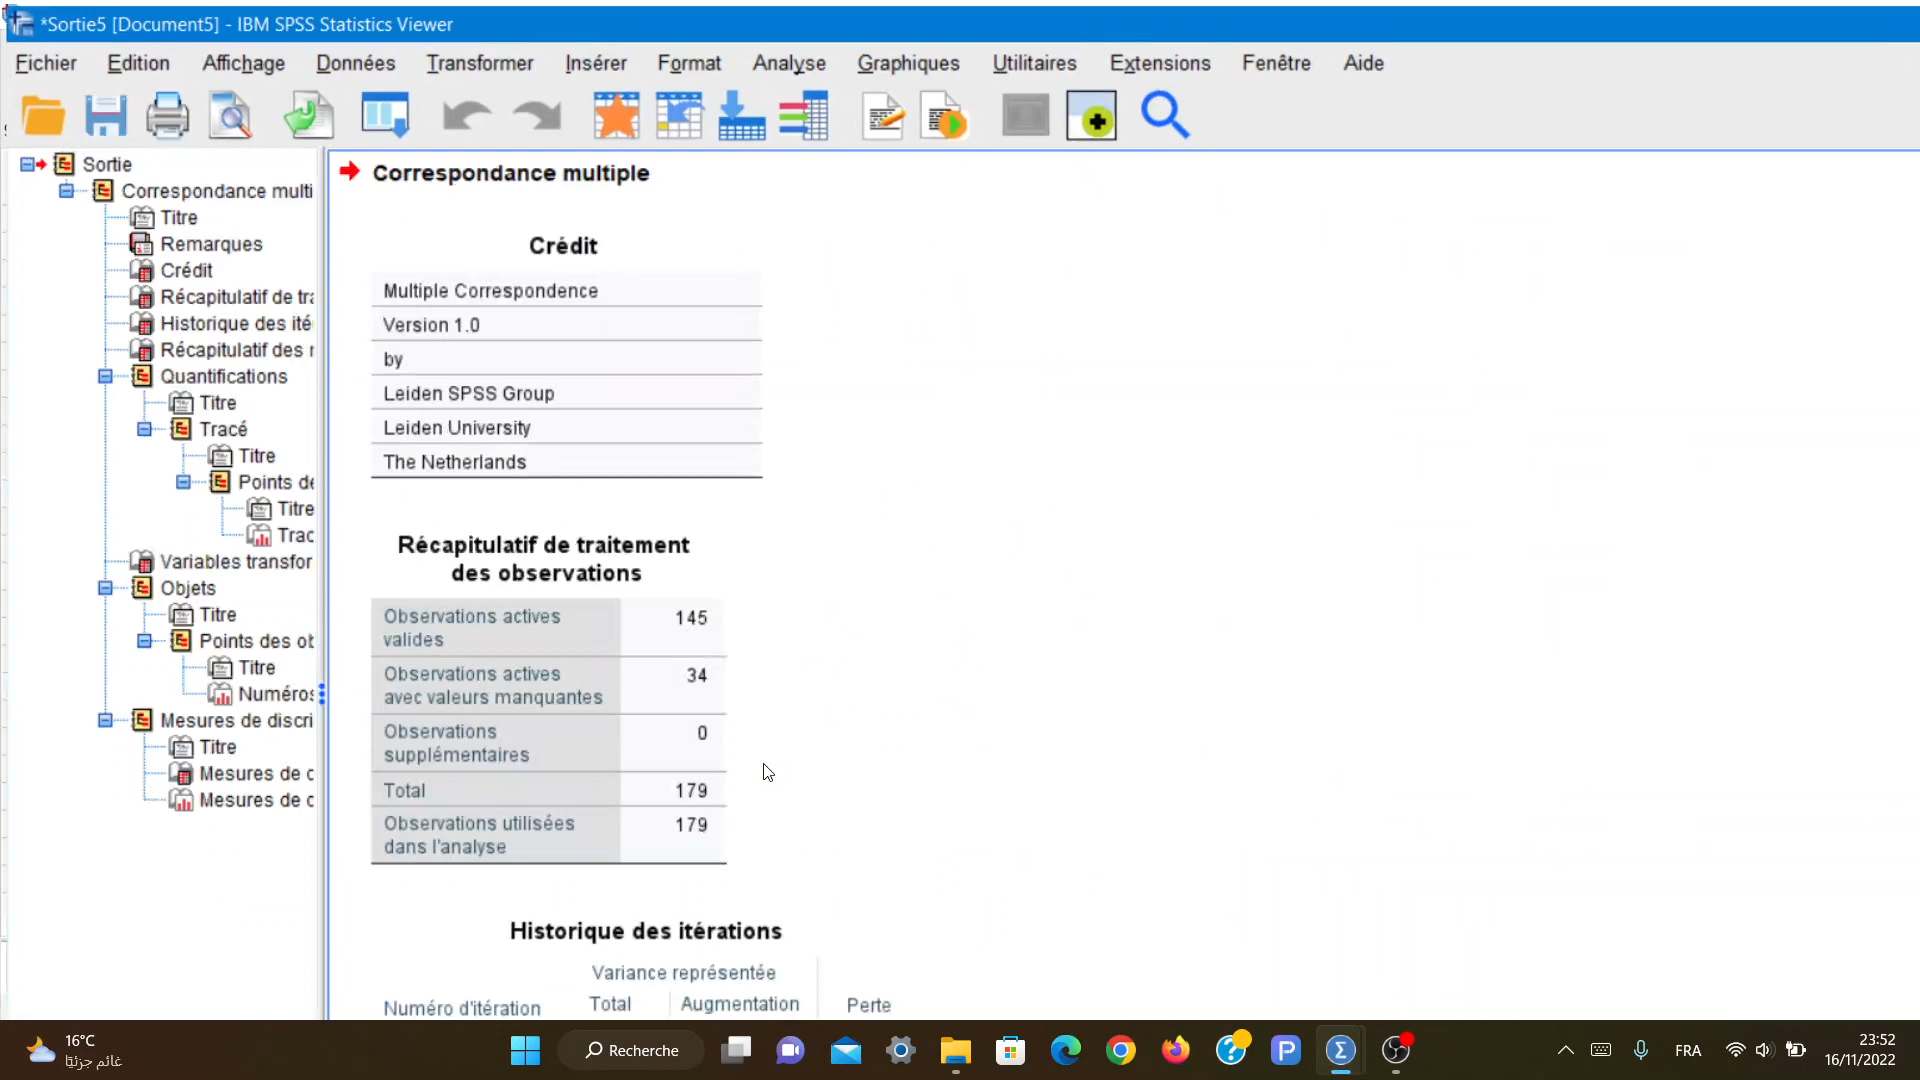 *Sortie5 [Document5] - IBM SPSS Statistics Viewer
Fichier Edition Affichage Données Transformer Insérer Format Analyse Graphiques Utilitaires Extensions Fenêtre Aide
Sortie
Correspondance multi
Titre
Remarques
Crédit
Récapitulatif de tra
Historique des ité
Récapitulatif des
Quantifications
Titre
Tracé
Titre
Points de
Titre
Trac
Variables transfor
Objets
Titre
Points des ob
Titre
Numéros
Mesures de discri
Titre
Mesures de c
Mesures de c
Correspondance multiple
Crédit
Multiple Correspondence
Version 1.0
by
Leiden SPSS Group
Leiden University
The Netherlands
Récapitulatif de traitement
des observations
Observations actives
valides 145
Observations actives
avec valeurs manquantes 34
Observations
supplémentaires 0
Total 179
Observations utilisées
dans l'analyse 179
Historique des itérations
Variance représentée
Numéro d'itération Total Augmentation Perte
16°C
غائم جزئيًا
Recherche
FRA
23:52
16/11/2022